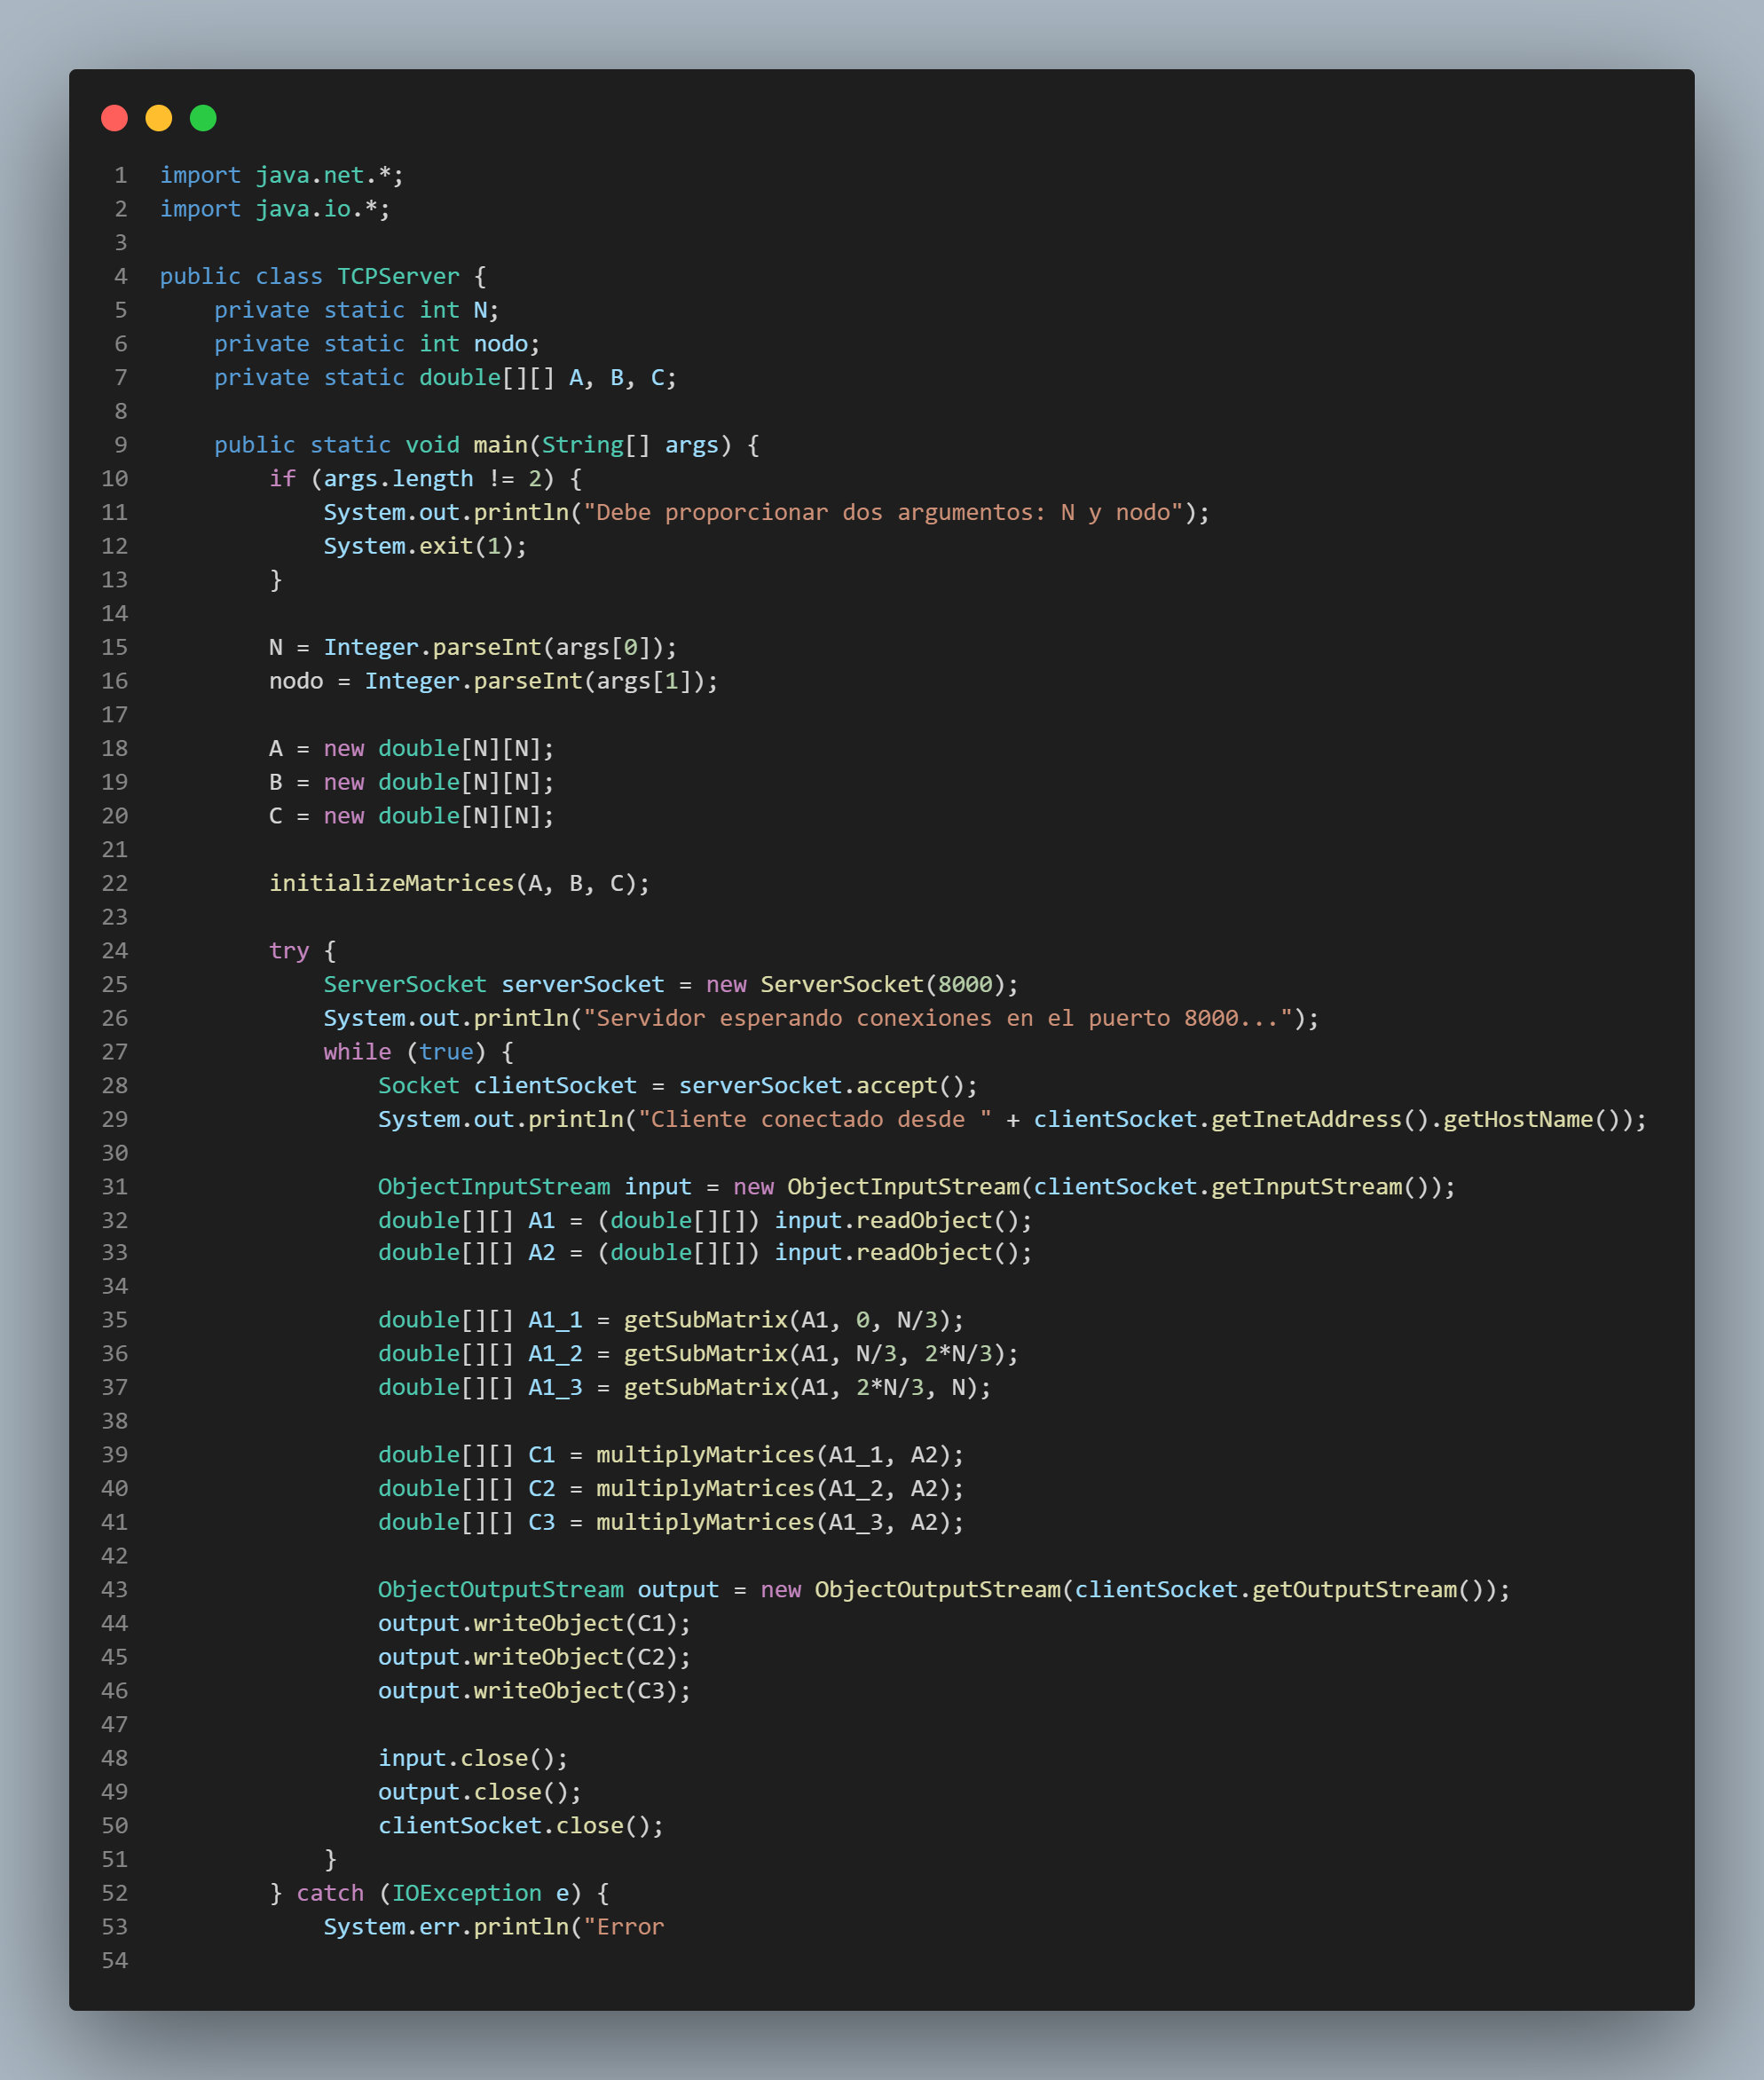 1 import java.net.*;
2 import java.io.*;
3
4 public class TCPServer {
5     private static int N;
6     private static int nodo;
7     private static double[][] A, B, C;
8
9     public static void main(String[] args) {
10         if (args.length != 2) {
11             System.out.println("Debe proporcionar dos argumentos: N y nodo");
12             System.exit(1);
13         }
14
15         N = Integer.parseInt(args[0]);
16         nodo = Integer.parseInt(args[1]);
17
18         A = new double[N][N];
19         B = new double[N][N];
20         C = new double[N][N];
21
22         initializeMatrices(A, B, C);
23
24         try {
25             ServerSocket serverSocket = new ServerSocket(8000);
26             System.out.println("Servidor esperando conexiones en el puerto 8000...");
27             while (true) {
28                 Socket clientSocket = serverSocket.accept();
29                 System.out.println("Cliente conectado desde " + clientSocket.getInetAddress().getHostName());
30
31                 ObjectInputStream input = new ObjectInputStream(clientSocket.getInputStream());
32                 double[][] A1 = (double[][]) input.readObject();
33                 double[][] A2 = (double[][]) input.readObject();
34
35                 double[][] A1_1 = getSubMatrix(A1, 0, N/3);
36                 double[][] A1_2 = getSubMatrix(A1, N/3, 2*N/3);
37                 double[][] A1_3 = getSubMatrix(A1, 2*N/3, N);
38
39                 double[][] C1 = multiplyMatrices(A1_1, A2);
40                 double[][] C2 = multiplyMatrices(A1_2, A2);
41                 double[][] C3 = multiplyMatrices(A1_3, A2);
42
43                 ObjectOutputStream output = new ObjectOutputStream(clientSocket.getOutputStream());
44                 output.writeObject(C1);
45                 output.writeObject(C2);
46                 output.writeObject(C3);
47
48                 input.close();
49                 output.close();
50                 clientSocket.close();
51             }
52         } catch (IOException e) {
53             System.err.println("Error
54